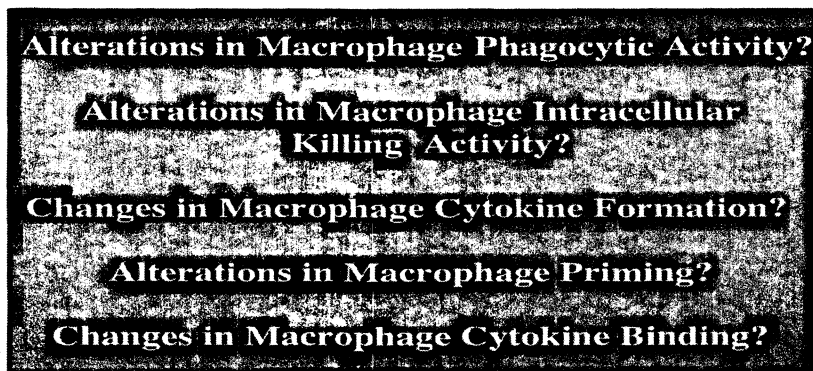 Alterations in Macrophage Phagocytic Activity?
Alterations in Macrophage Intracellular
Killing Activity?
Changes in Macrophage Cytokine Formation?
Alterations in Macrophage Priming?
Changes in Macrophage Cytokine Binding?